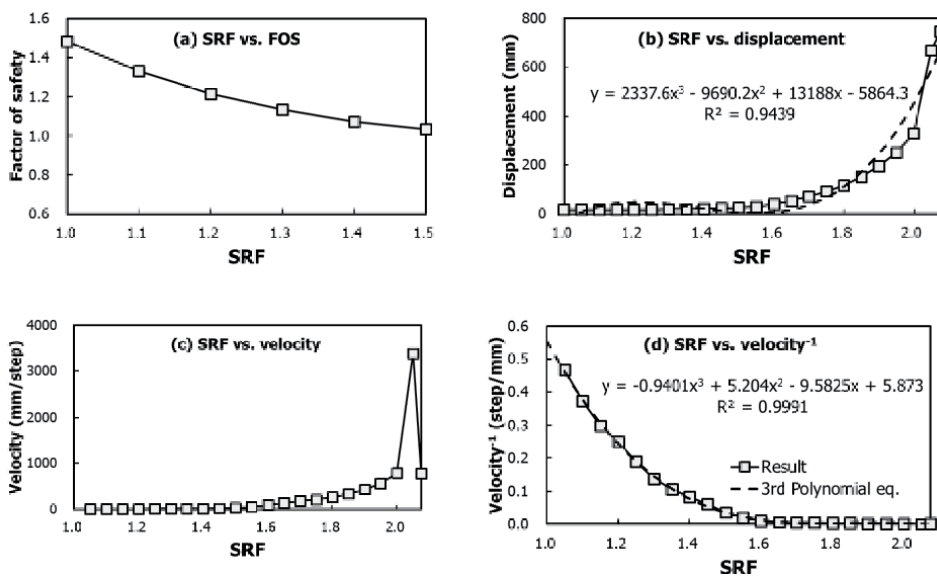 (a) SRF vs. FOS
Factor of safety
1.6
1.4
1.2
1.0
0.8
0.6
1.0 1.1 1.2 1.3 1.4 1.5
SRF
(b) SRF vs. displacement
Displacement (mm)
800
600
400
200
0
y = 2337.6x³ - 9690.2x² + 13188x - 5864.3
R² = 0.9439
1.0 1.2 1.4 1.6 1.8 2.0
SRF
(c) SRF vs. velocity
Velocity (mm/step)
4000
3000
2000
1000
0
1.0 1.2 1.4 1.6 1.8 2.0
SRF
(d) SRF vs. velocity⁻¹
Velocity⁻¹ (step/mm)
0.6
0.5
0.4
0.3
0.2
0.1
0.0
y = -0.9401x³ + 5.204x² - 9.5825x + 5.873
R² = 0.9991
Result
3rd Polynomial eq.
1.0 1.2 1.4 1.6 1.8 2.0
SRF